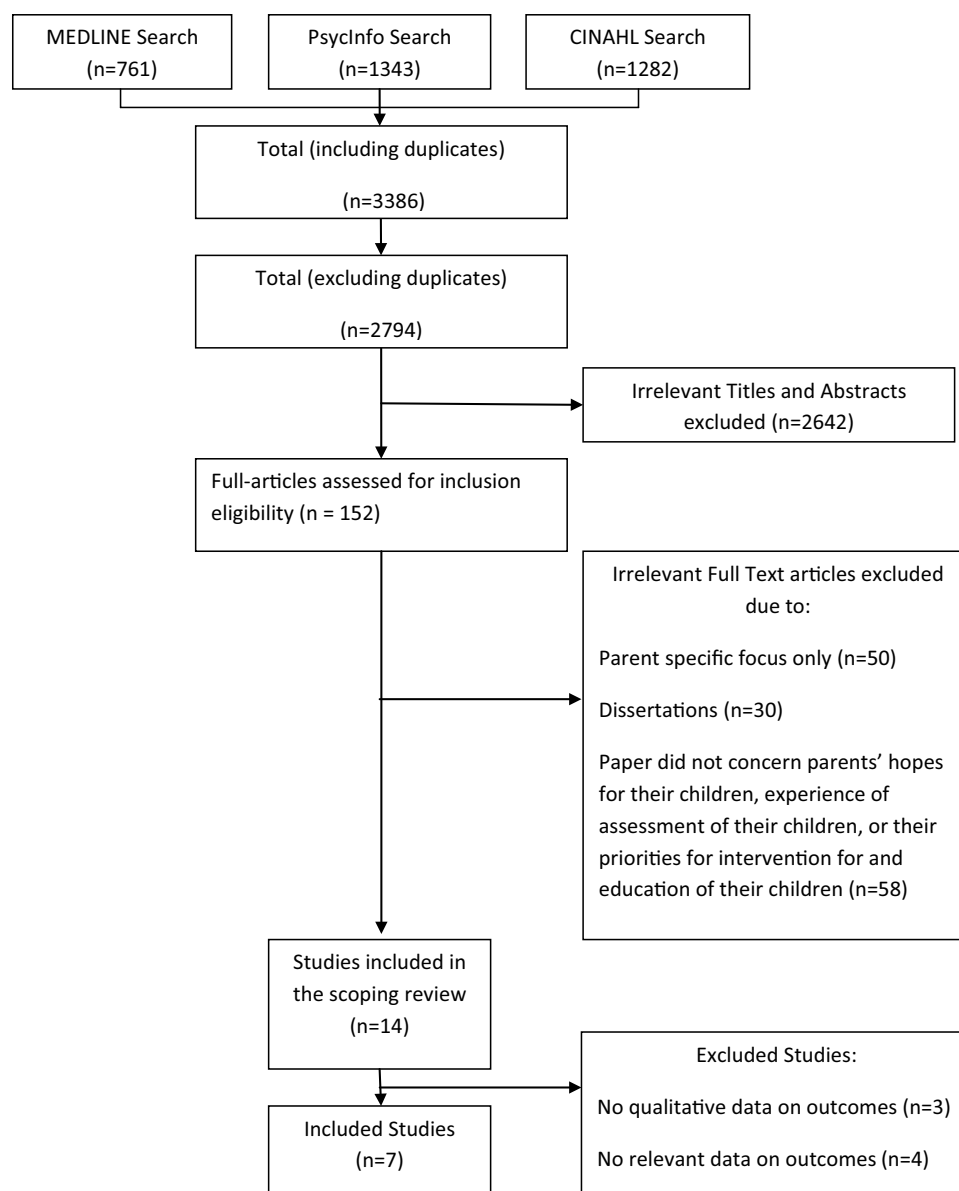 MEDLINE Search
(n=761)
PsycInfo Search
(n=1343)
CINAHL Search
(n=1282)
Total (including duplicates)
(n=3386)
Total (excluding duplicates)
(n=2794)
Irrelevant Titles and Abstracts
excluded (n=2642)
Full-articles assessed for inclusion
eligibility (n = 152)
Irrelevant Full Text articles excluded
due to:
Parent specific focus only (n=50)
Dissertations (n=30)
Paper did not concern parents’ hopes
for their children, experience of
assessment of their children, or their
priorities for intervention for and
education of their children (n=58)
Studies included in
the scoping review
(n=14)
Excluded Studies:
No qualitative data on outcomes (n=3)
No relevant data on outcomes (n=4)
Included Studies
(n=7)